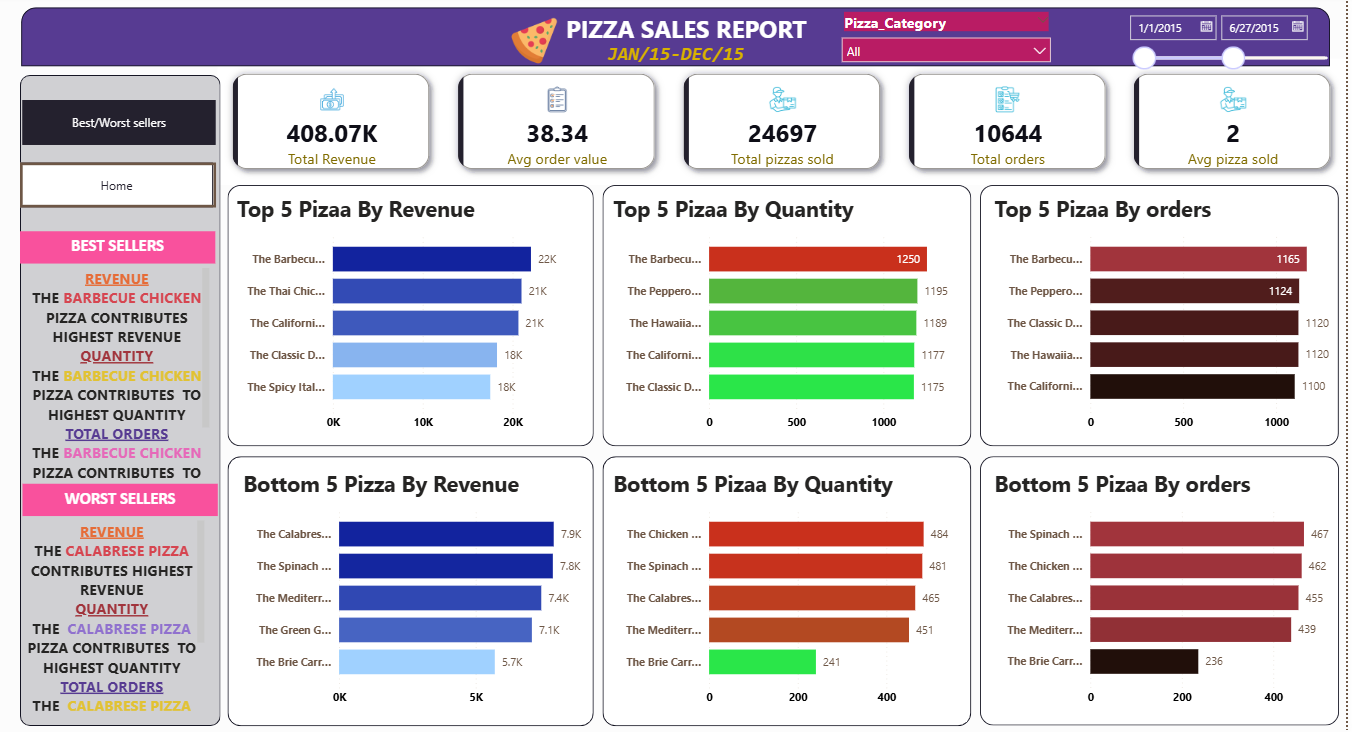 PIZZA SALES REPORT
JAN/15-DEC/15
Pizza_Category
All
1/1/2015
6/27/2015
Best/Worst sellers
Home
BEST SELLERS
REVENUE
THE BARBECUE CHICKEN
PIZZA CONTRIBUTES
HIGHEST REVENUE
QUANTITY
THE BARBECUE CHICKEN
PIZZA CONTRIBUTES TO
HIGHEST QUANTITY
TOTAL ORDERS
THE BARBECUE CHICKEN
PIZZA CONTRIBUTES TO
WORST SELLERS
REVENUE
THE CALABRESE PIZZA
CONTRIBUTES HIGHEST
REVENUE
QUANTITY
THE CALABRESE PIZZA
PIZZA CONTRIBUTES TO
HIGHEST QUANTITY
TOTAL ORDERS
THE CALABRESE PIZZA
408.07K
Total Revenue
38.34
Avg order value
24697
Total pizzas sold
10644
Total orders
2
Avg pizza sold
Top 5 Pizaa By Revenue
The Barbecu... 22K
The Thai Chic... 21K
The Californi... 21K
The Classic D... 18K
The Spicy Ital... 18K
0K 10K 20K
Top 5 Pizaa By Quantity
The Barbecu... 1250
The Peppero... 1195
The Hawaiia... 1189
The Californi... 1177
The Classic D... 1175
0 500 1000
Top 5 Pizaa By orders
The Barbecu... 1165
The Peppero... 1124
The Classic D... 1120
The Hawaiia... 1120
The Californi... 1100
0 500 1000
Bottom 5 Pizza By Revenue
The Calabres... 7.9K
The Spinach ... 7.8K
The Mediterr... 7.4K
The Green G... 7.1K
The Brie Carr... 5.7K
0K 5K
Bottom 5 Pizaa By Quantity
The Chicken ... 484
The Spinach ... 481
The Calabres... 465
The Mediterr... 451
The Brie Carr... 241
0 200 400
Bottom 5 Pizaa By orders
The Spinach ... 467
The Chicken ... 462
The Calabres... 455
The Mediterr... 439
The Brie Carr... 236
0 200 400